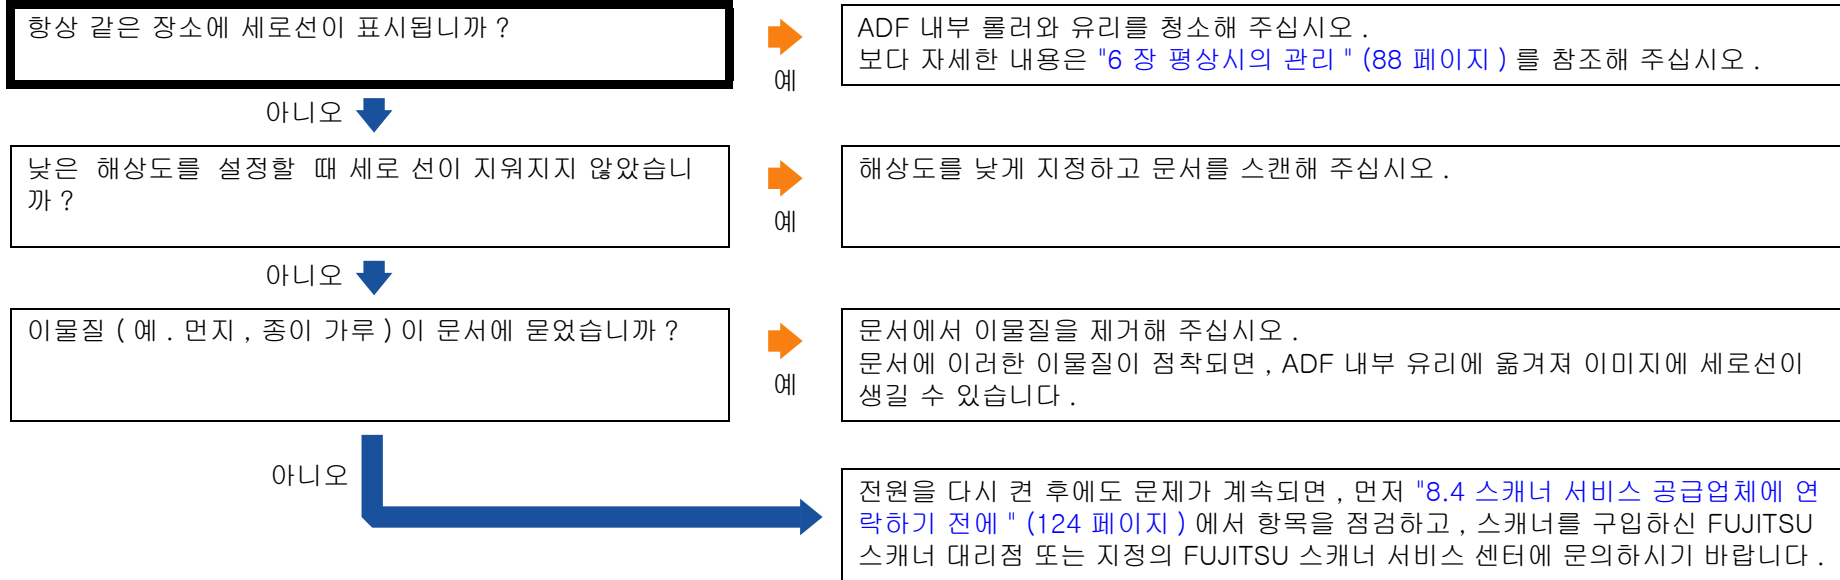 항상 같은 장소에 세로선이 표시됩니까 ?
예
ADF 내부 롤러와 유리를 청소해 주십시오 .
보다 자세한 내용은 "6 장 평상시의 관리 " (88 페이지 ) 를 참조해 주십시오 .
아니오
낮은 해상도를 설정할 때 세로 선이 지워지지 않았습니
까 ?
예
해상도를 낮게 지정하고 문서를 스캔해 주십시오 .
아니오
이물질 ( 예 . 먼지 , 종이 가루 ) 이 문서에 묻었습니까 ?
예
문서에서 이물질을 제거해 주십시오 .
문서에 이러한 이물질이 점착되면 , ADF 내부 유리에 옮겨져 이미지에 세로선이
생길 수 있습니다 .
아니오
전원을 다시 켠 후에도 문제가 계속되면 , 먼저 "8.4 스캐너 서비스 공급업체에 연
락하기 전에 " (124 페이지 ) 에서 항목을 점검하고 , 스캐너를 구입하신 FUJITSU
스캐너 대리점 또는 지정의 FUJITSU 스캐너 서비스 센터에 문의하시기 바랍니다 .